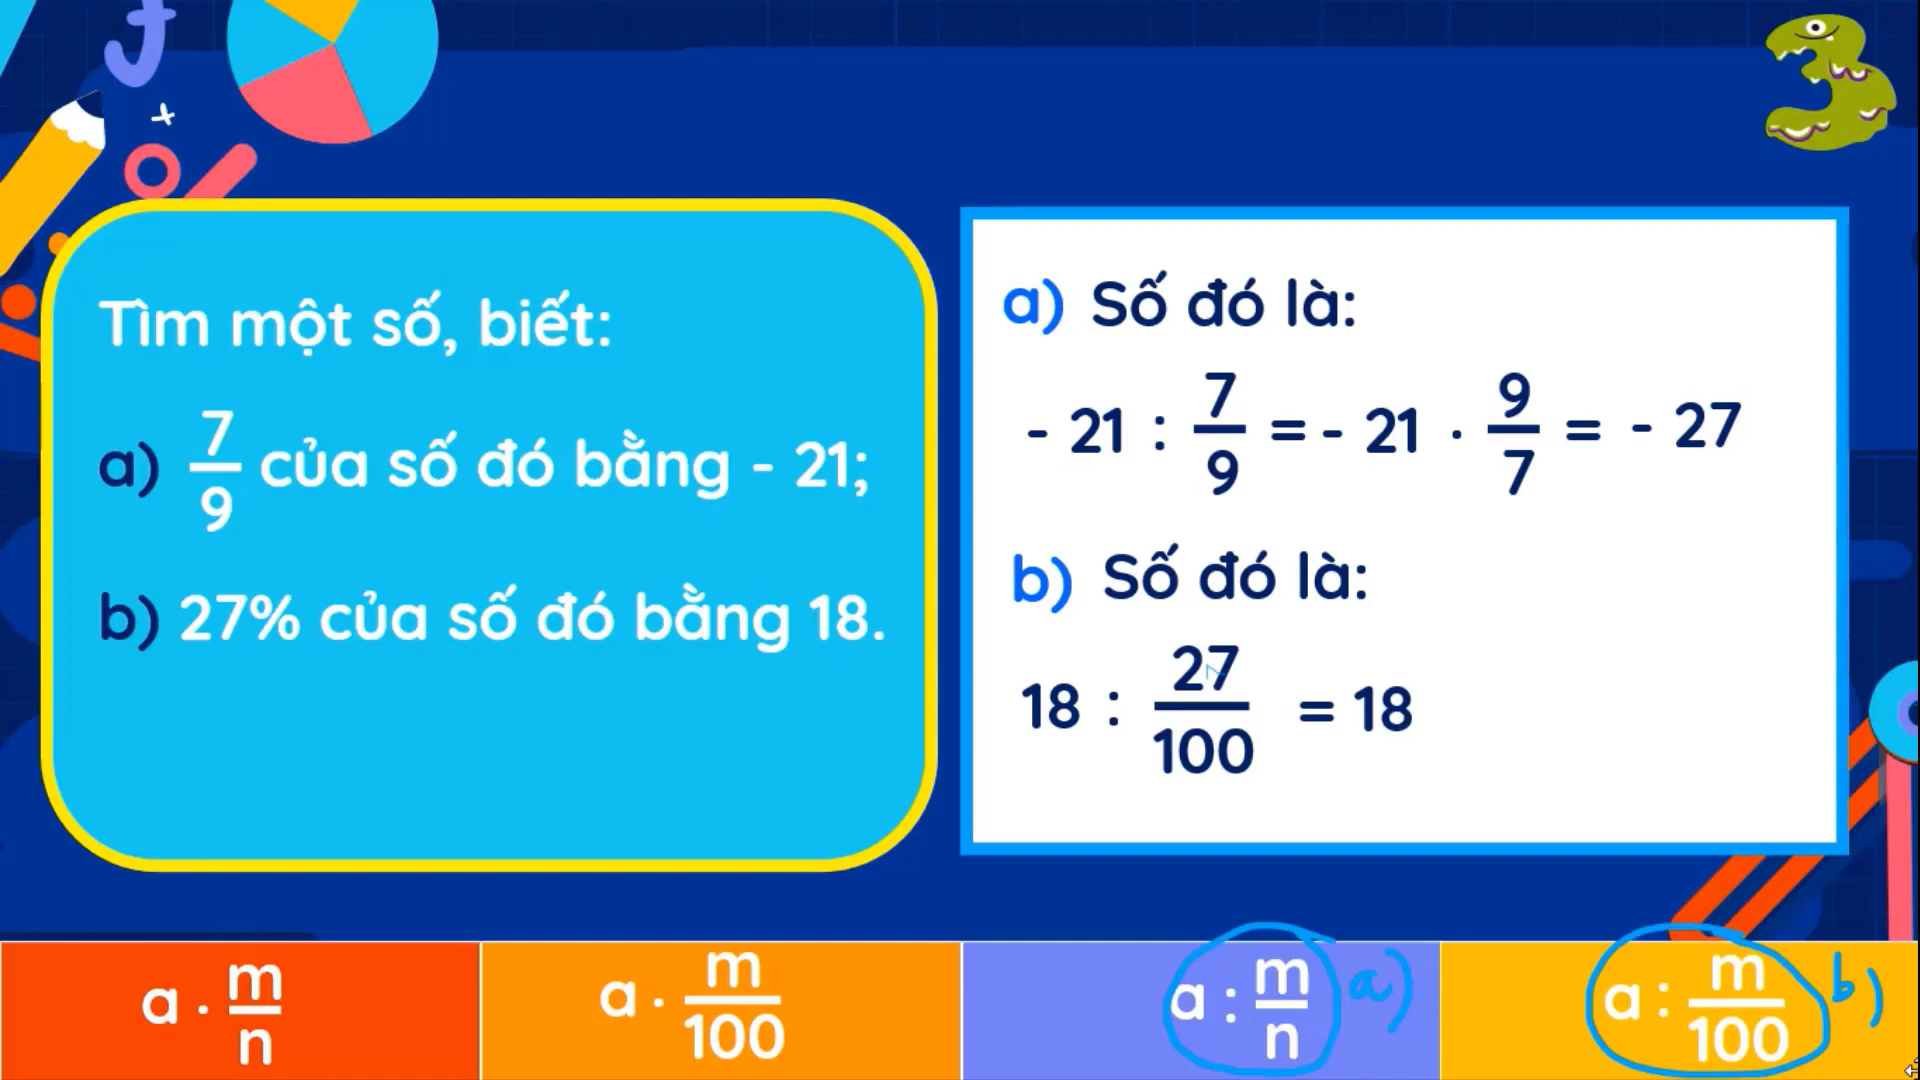 Tìm một số, biết:
a) 7/9 của số đó bằng - 21;
b) 27% của số đó bằng 18.
a) Số đó là:
- 21 : 7/9 = - 21 · 9/7 = - 27
b) Số đó là:
18 : 27/100 = 18
a · m/n
a · m/100
a : m/n a)
a : m/100 b)